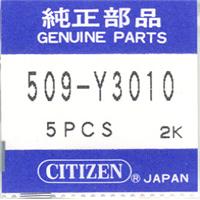 純正部品
GENUINE PARTS
509-Y3010
5PCS 2K
CITIZEN® JAPAN